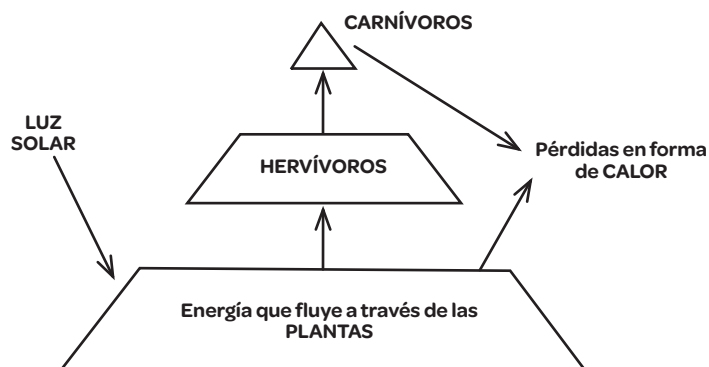 CARNÍVOROS
LUZ
SOLAR
HERVÍVOROS
Pérdidas en forma
de CALOR
Energía que fluye a través de las
PLANTAS